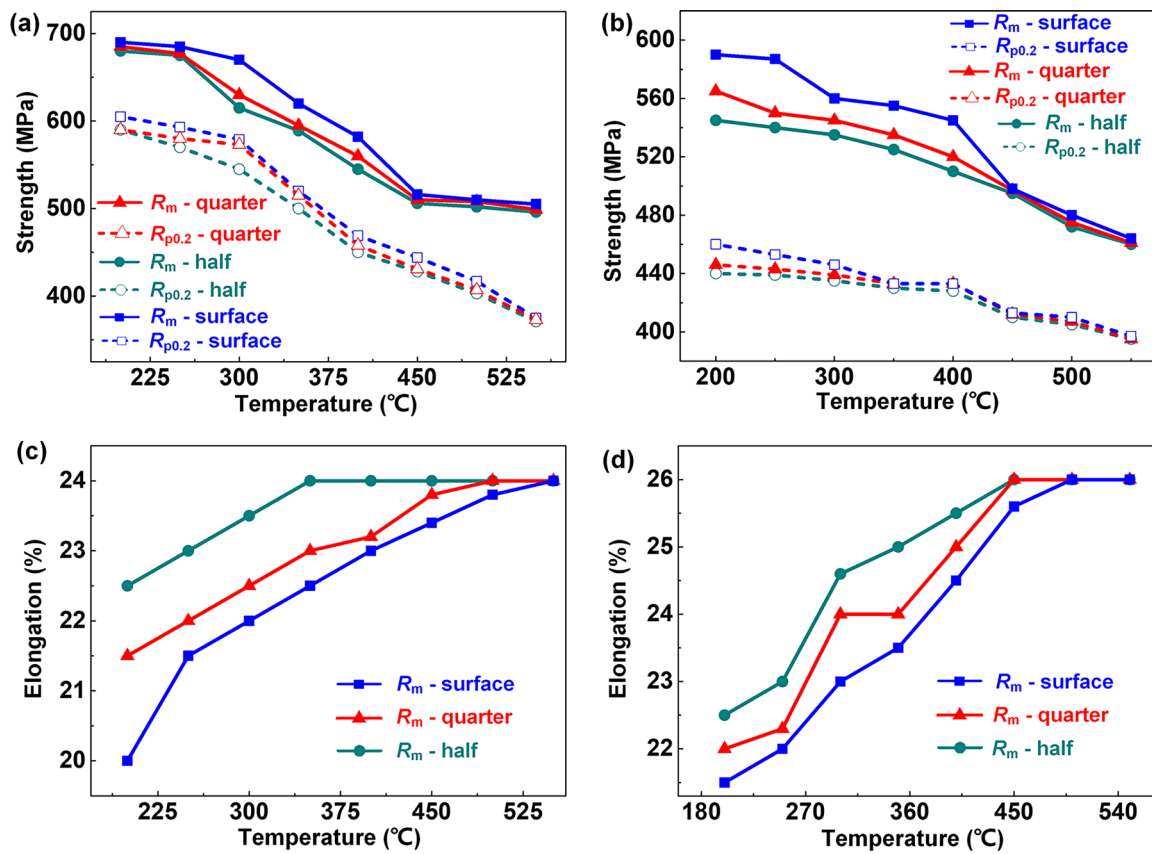 (a)
700
600
500
400
Strength (MPa)
Rm - quarter
Rp0.2 - quarter
Rm - half
Rp0.2 - half
Rm - surface
Rp0.2 - surface
225 300 375 450 525
Temperature (℃)
(b)
600
560
520
480
440
400
Strength (MPa)
Rm - surface
Rp0.2 - surface
Rm - quarter
Rp0.2 - quarter
Rm - half
Rp0.2 - half
200 300 400 500
Temperature (℃)
(c)
24
23
22
21
20
Elongation (%)
Rm - surface
Rm - quarter
Rm - half
225 300 375 450 525
Temperature (℃)
(d)
26
25
24
23
22
Elongation (%)
Rm - surface
Rm - quarter
Rm - half
180 270 360 450 540
Temperature (℃)